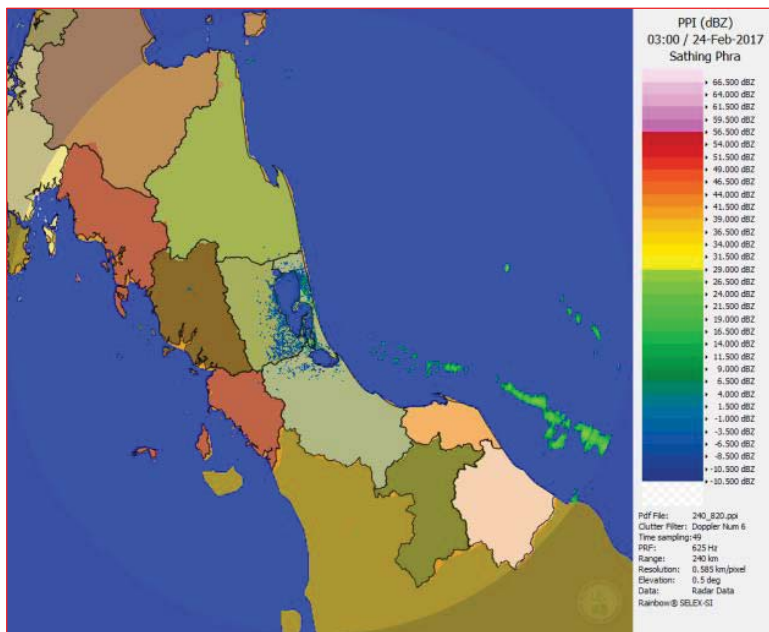 PPI (dBZ)
03:00 / 24-Feb-2017
Sathing Phra
66.500 dBZ
64.000 dBZ
61.500 dBZ
59.500 dBZ
56.500 dBZ
54.000 dBZ
51.500 dBZ
49.000 dBZ
46.500 dBZ
44.000 dBZ
41.500 dBZ
39.000 dBZ
36.500 dBZ
34.000 dBZ
31.500 dBZ
29.000 dBZ
26.500 dBZ
24.000 dBZ
21.500 dBZ
19.000 dBZ
16.500 dBZ
14.000 dBZ
11.500 dBZ
9.000 dBZ
6.500 dBZ
4.000 dBZ
1.500 dBZ
-1.000 dBZ
-3.500 dBZ
-6.500 dBZ
-8.500 dBZ
-10.500 dBZ
-10.500 dBZ
Pdf File: 240_820.ppi
Clutter Filter: Doppler Num 6
Time sampling:49
PRF: 625 Hz
Range: 240 km
Resolution: 0.585 km/pixel
Elevation: 0.5 deg
Data: Radar Data
Rainbow® SELEX-SI